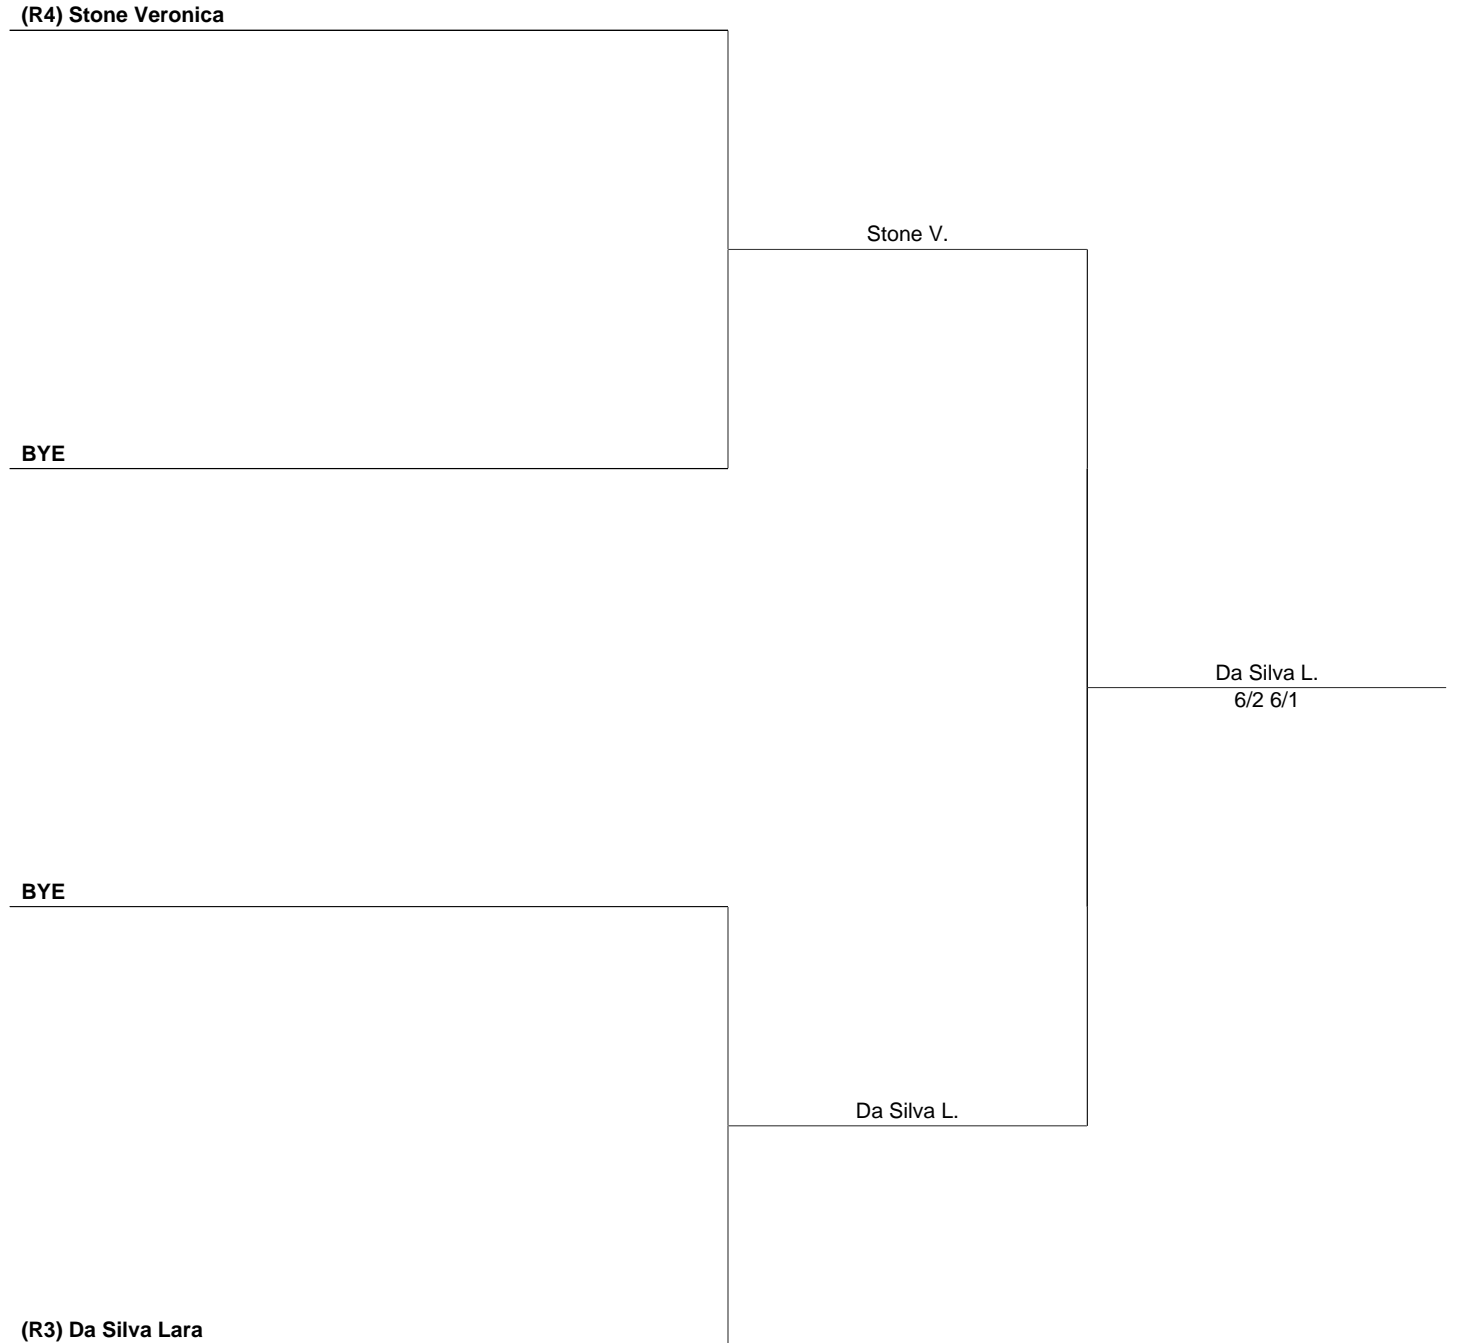 (R4) Stone Veronica
Stone V.
BYE
Da Silva L.
6/2 6/1
BYE
Da Silva L.
(R3) Da Silva Lara